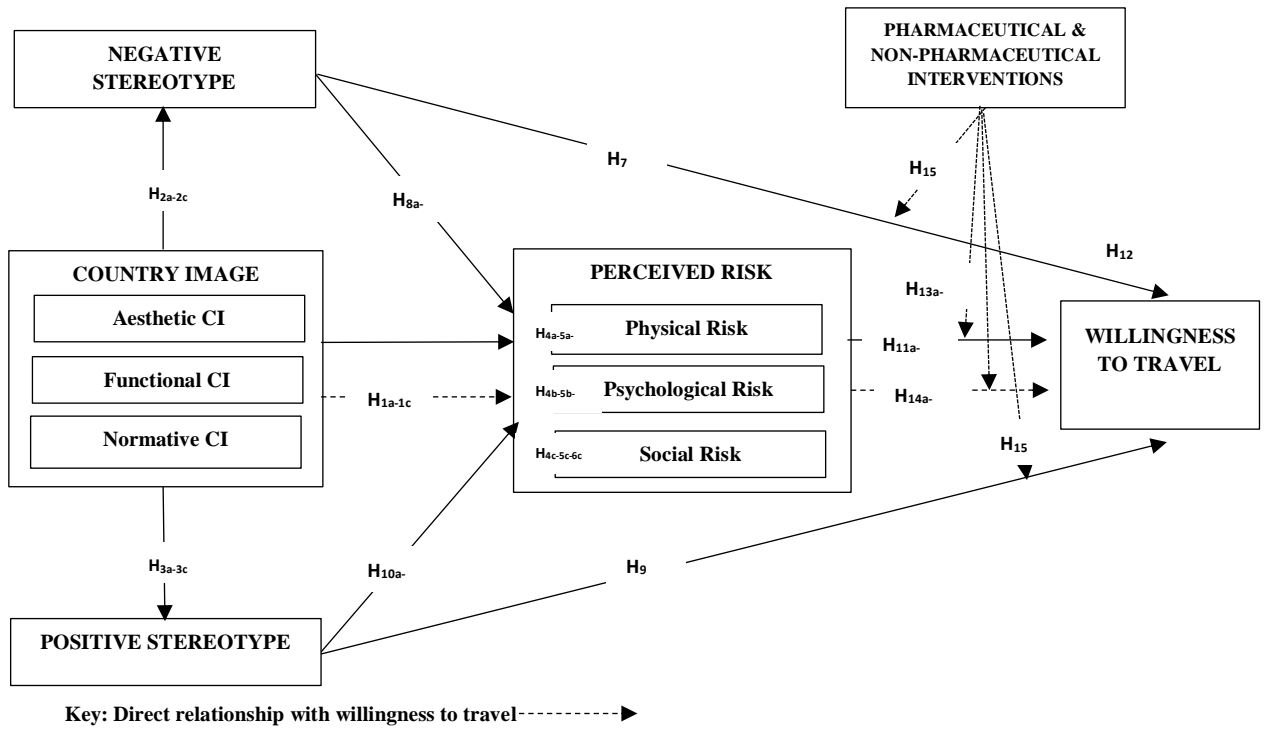 NEGATIVE
STEREOTYPE
PHARMACEUTICAL &
NON-PHARMACEUTICAL
INTERVENTIONS
H7
H15
H2a-2c
H8a-
H12
COUNTRY IMAGE
Aesthetic CI
Functional CI
Normative CI
H1a-1c
PERCEIVED RISK
H4a-5a-
Physical Risk
H4b-5b-
Psychological Risk
H4c-5c-6c
Social Risk
H13a-
H11a-
H14a-
WILLINGNESS
TO TRAVEL
H15
H3a-3c
H10a-
H9
POSITIVE STEREOTYPE
Key: Direct relationship with willingness to travel